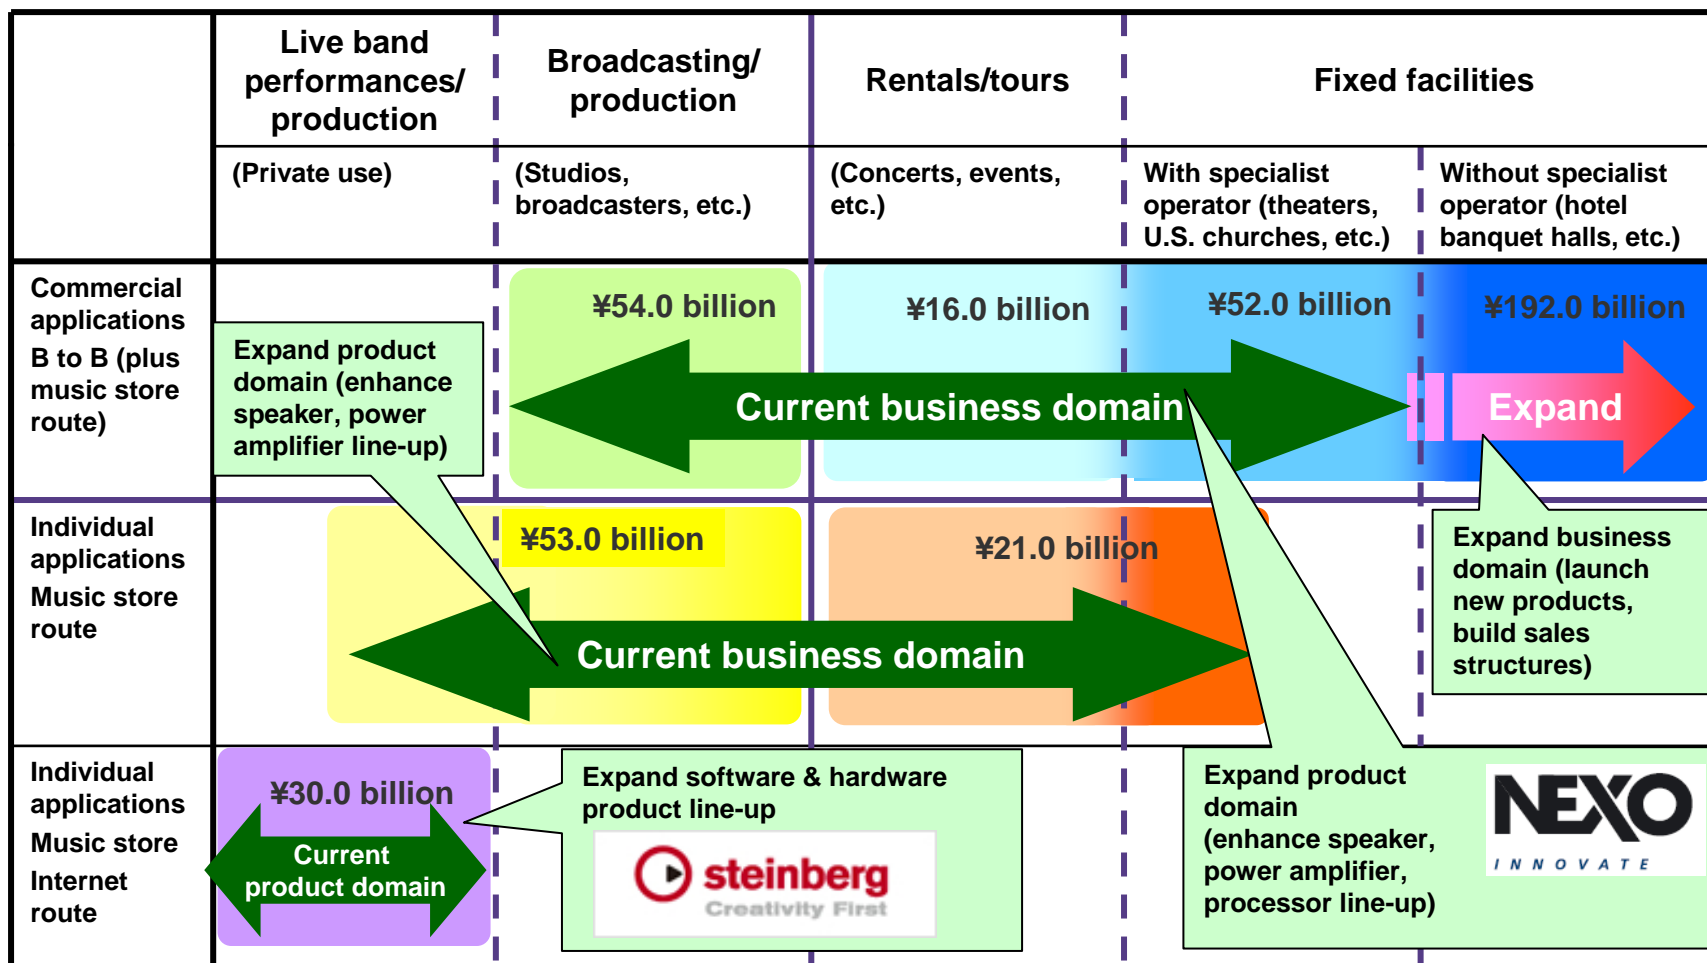 Live band
performances/
production
Broadcasting/
production
Rentals/tours
Fixed facilities
(Private use)
(Studios,
broadcasters, etc.)
(Concerts, events,
etc.)
With specialist
operator (theaters,
U.S. churches, etc.)
Without specialist
operator (hotel
banquet halls, etc.)
Commercial
applications
B to B (plus
music store
route)
¥54.0 billion
¥16.0 billion
¥52.0 billion
¥192.0 billion
Expand product
domain (enhance
speaker, power
amplifier line-up)
Current business domain
Expand
Individual
applications
Music store
route
¥53.0 billion
¥21.0 billion
Current business domain
Expand business
domain (launch
new products,
build sales
structures)
Individual
applications
Music store
Internet
route
¥30.0 billion
Current
product domain
Expand software & hardware
product line-up
steinberg
Creativity First
Expand product
domain
(enhance speaker,
power amplifier,
processor line-up)
NEXO
INNOVATE